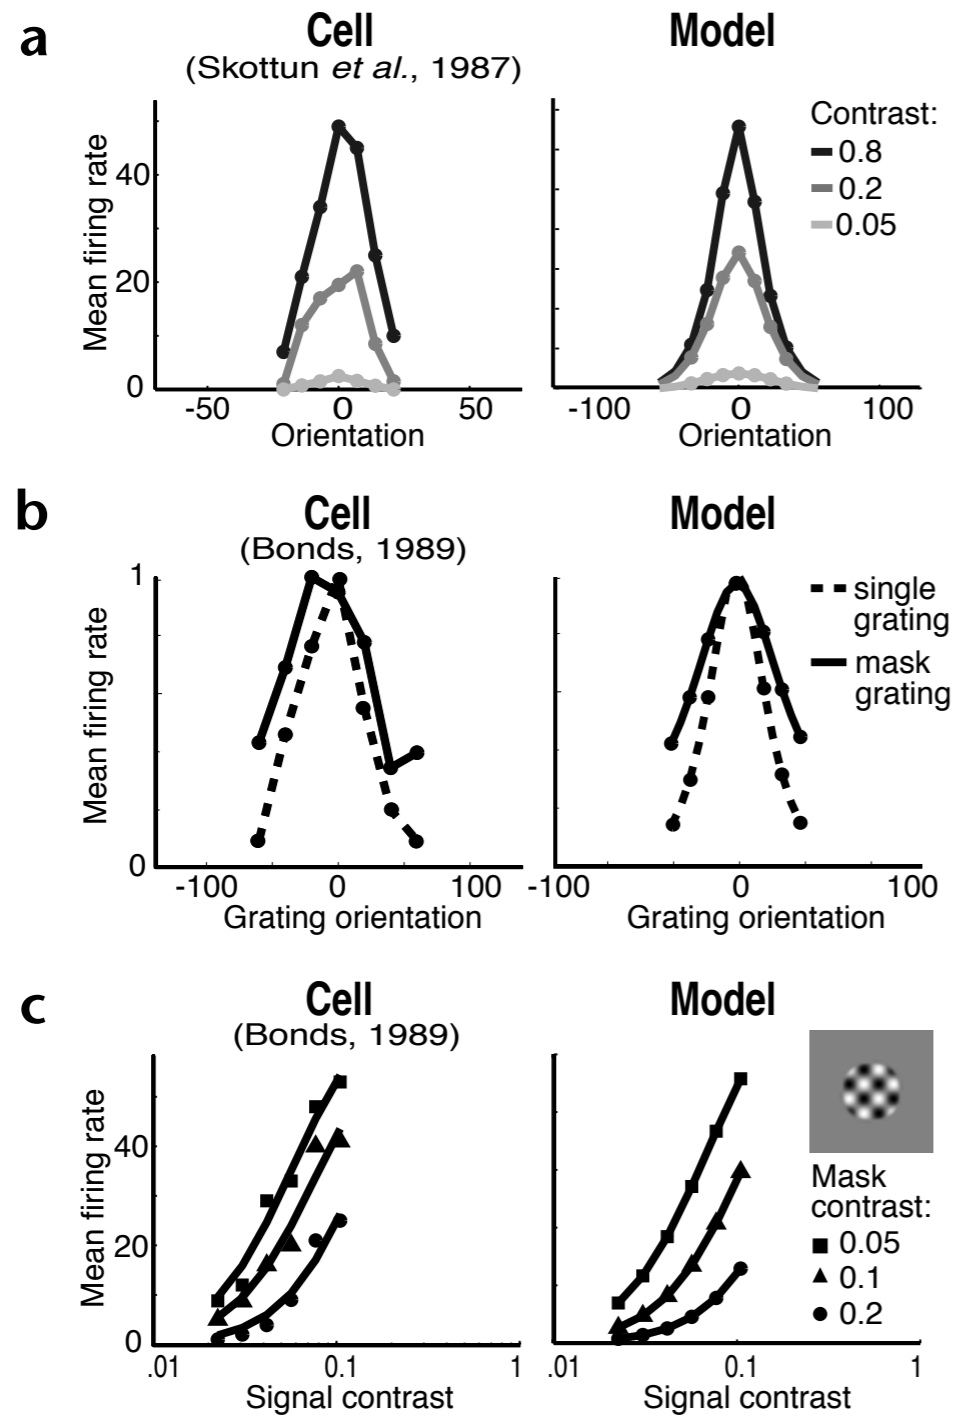 a
Cell
(Skottun et al., 1987)
Model
Mean firing rate
40
20
0
-50
0
50
Orientation
-100
0
100
Orientation
Contrast:
0.8
0.2
0.05
b
Cell
(Bonds, 1989)
Model
Mean firing rate
1
0
-100
0
100
Grating orientation
-100
0
100
Grating orientation
single
grating
mask
grating
c
Cell
(Bonds, 1989)
Model
Mean firing rate
40
20
0
.01
0.1
1
Signal contrast
.01
0.1
1
Signal contrast
Mask
contrast:
0.05
0.1
0.2